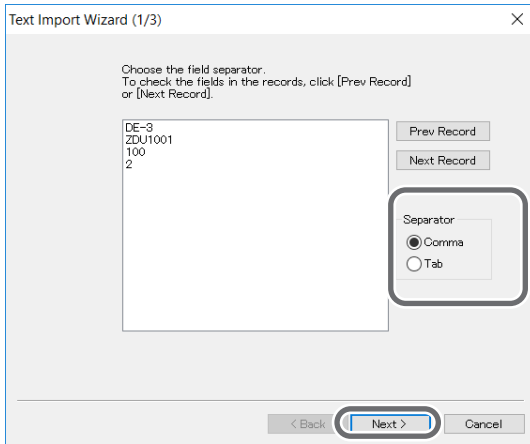 Text Import Wizard (1/3)
Choose the field separator.
To check the fields in the records, click [Prev Record]
or [Next Record].
DE-3
ZDU1001
100
2
Prev Record
Next Record
Separator
Comma
Tab
< Back
Next >
Cancel